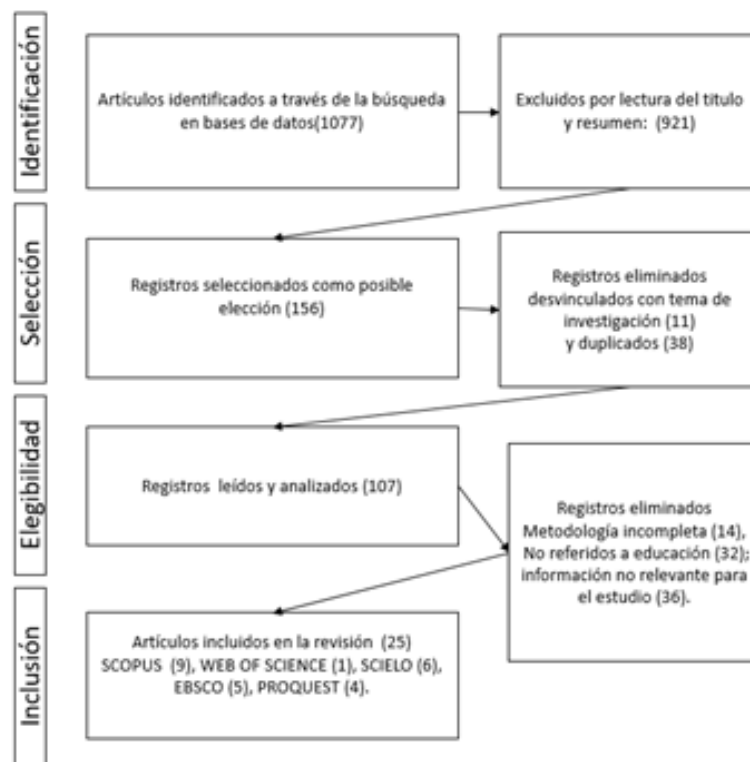 Identificación
Artículos identificados a través de la búsqueda
en bases de datos(1077)
Excluidos por lectura del titulo
y resumen: (921)
Selección
Registros seleccionados como posible
elección (156)
Registros eliminados
desvinculados con tema de
investigación (11)
y duplicados (38)
Elegibilidad
Registros leídos y analizados (107)
Registros eliminados
Metodología incompleta (14),
No referidos a educación (32);
información no relevante para
el estudio (36).
Inclusión
Artículos incluidos en la revisión (25)
SCOPUS (9), WEB OF SCIENCE (1), SCIELO (6),
EBSCO (5), PROQUEST (4).